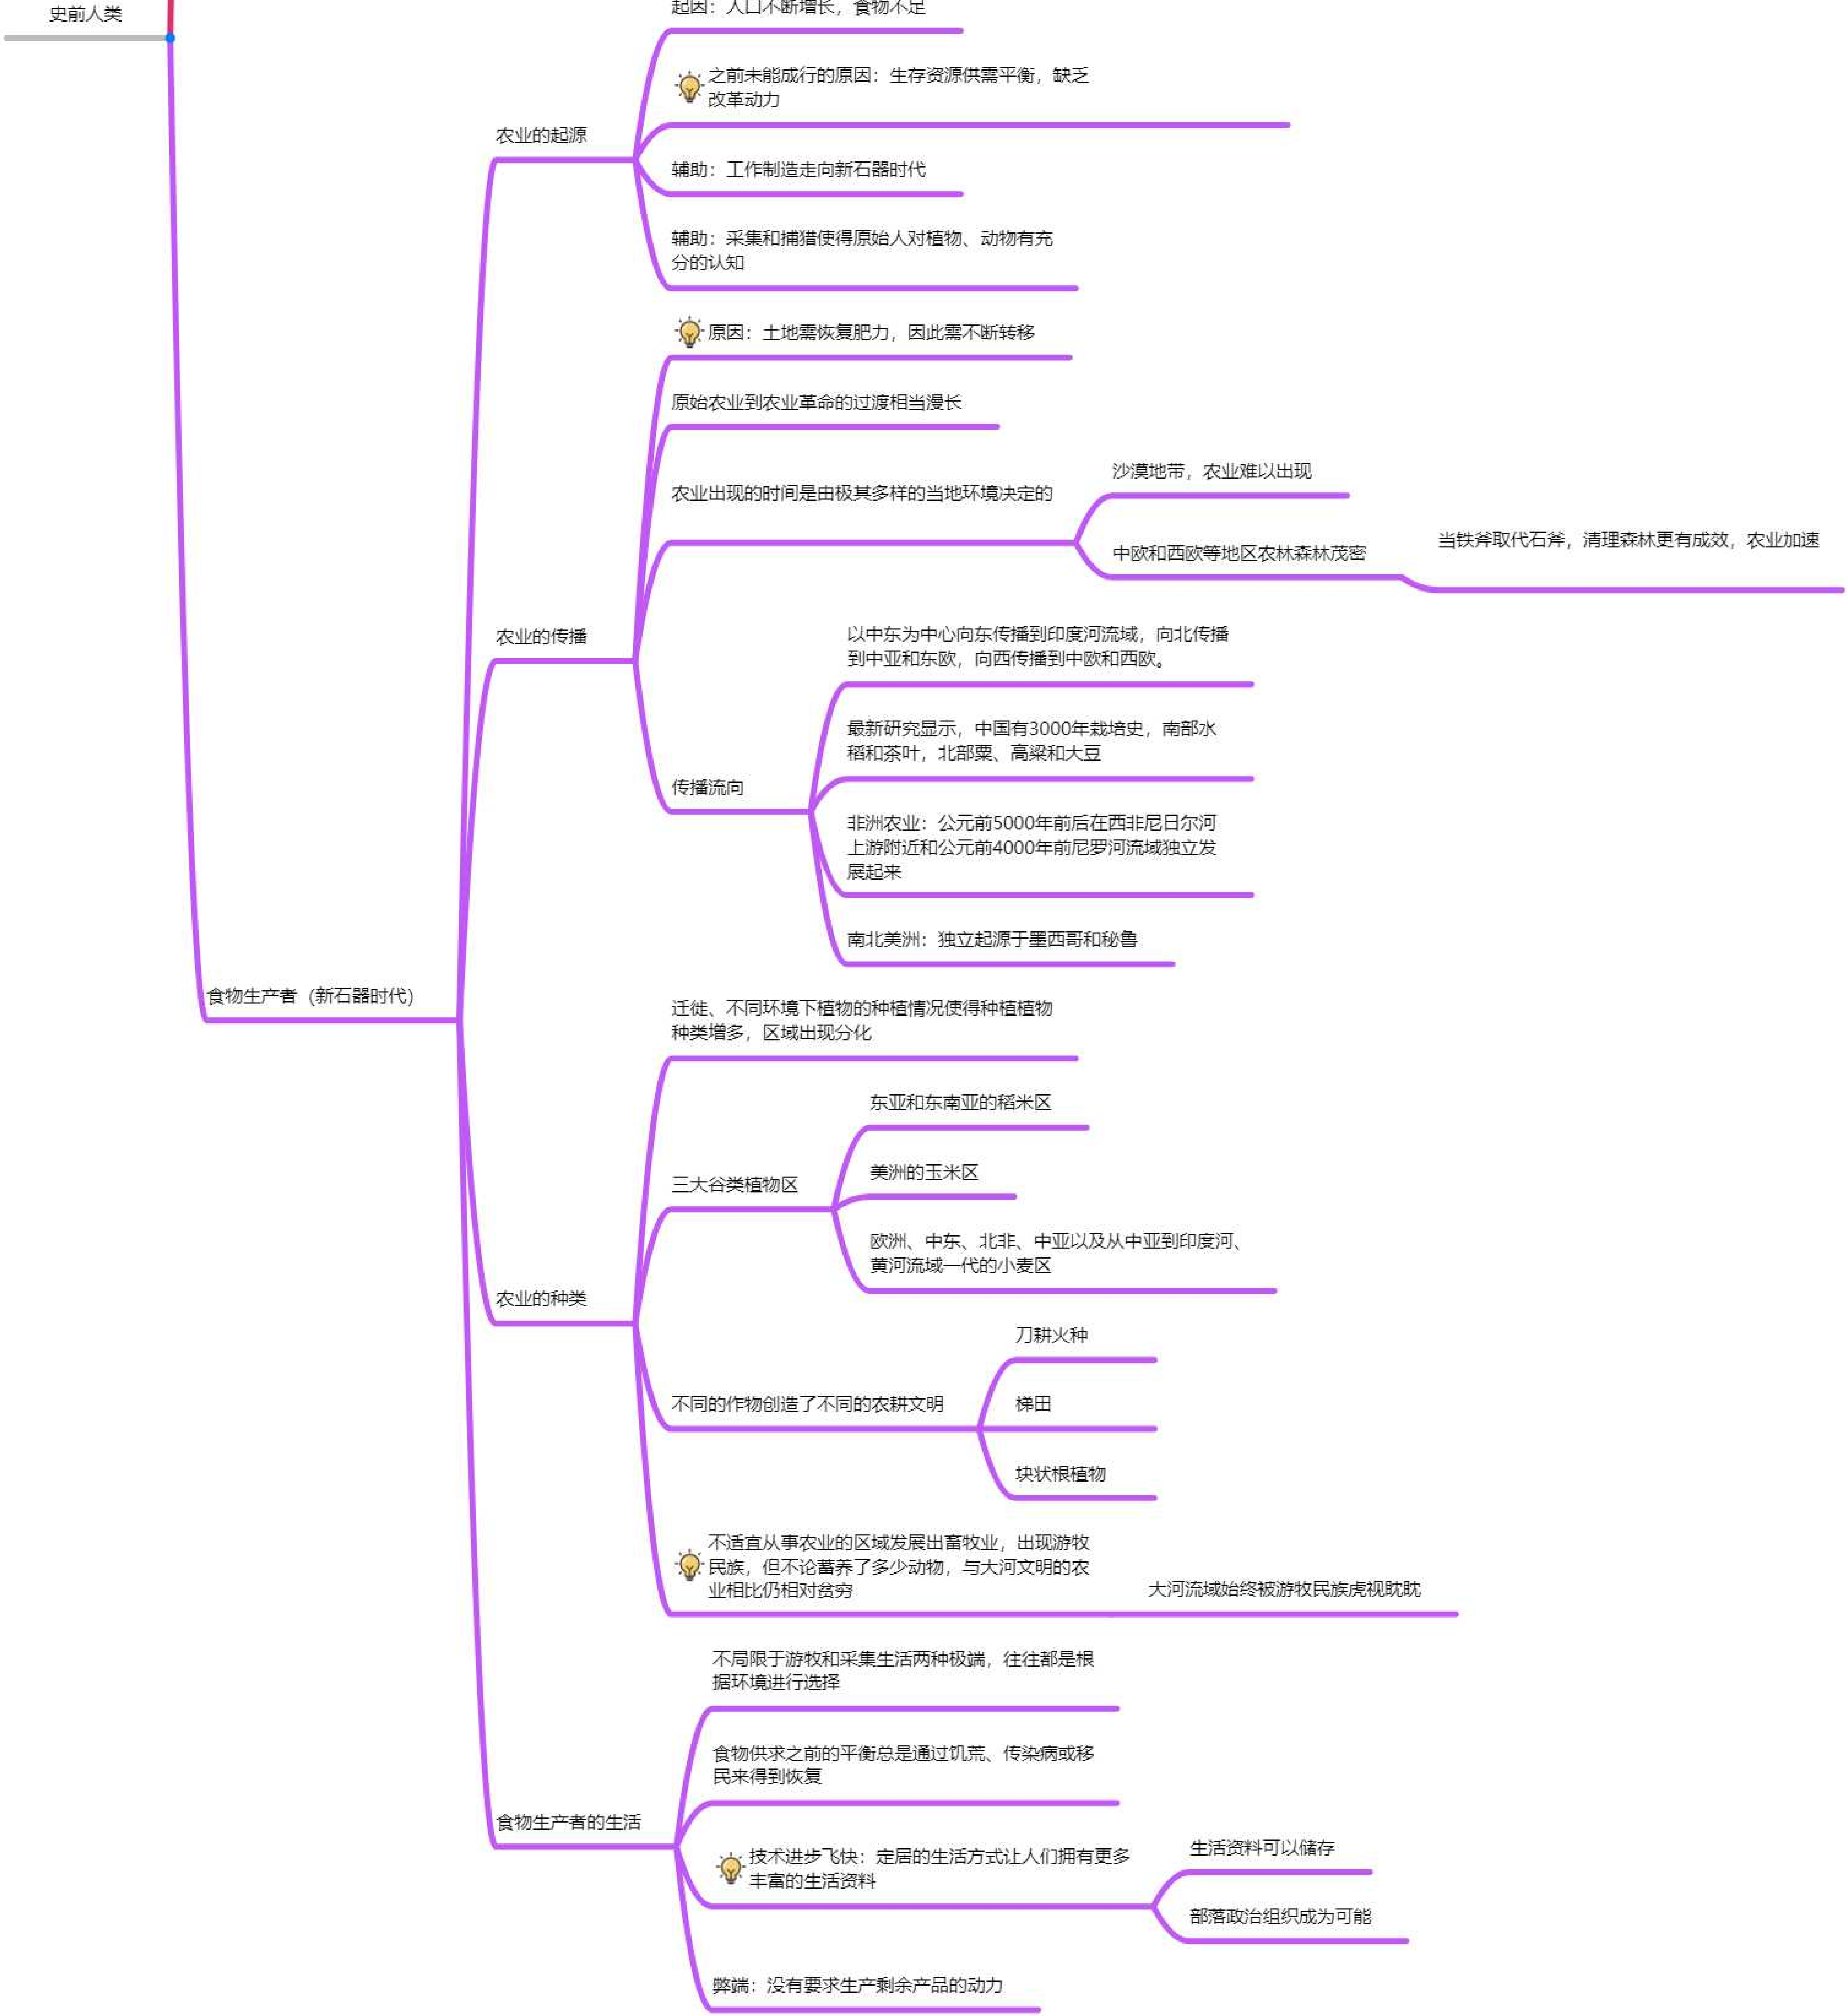 史前人类
起因：人口不断增长，食物不足
之前未能成行的原因：生存资源供需平衡，缺乏
改革动力
农业的起源
辅助：工作制造走向新石器时代
辅助：采集和捕猎使得原始人对植物、动物有充
分的认知
原因：土地需恢复肥力，因此需不断转移
原始农业到农业革命的过渡相当漫长
农业出现的时间是由极其多样的当地环境决定的
沙漠地带，农业难以出现
中欧和西欧等地区农林森林茂密
当铁斧取代石斧，清理森林更有成效，农业加速
农业的传播
以中东为中心向东传播到印度河流域，向北传播
到中亚和东欧，向西传播到中欧和西欧。
最新研究显示，中国有3000年栽培史，南部水
稻和茶叶，北部粟、高粱和大豆
传播流向
非洲农业：公元前5000年前后在西非尼日尔河
上游附近和公元前4000年前尼罗河流域独立发
展起来
南北美洲：独立起源于墨西哥和秘鲁
食物生产者（新石器时代）
迁徙、不同环境下植物的种植情况使得种植植物
种类增多，区域出现分化
东亚和东南亚的稻米区
三大谷类植物区
美洲的玉米区
欧洲、中东、北非、中亚以及从中亚到印度河、
黄河流域一代的小麦区
农业的种类
刀耕火种
不同的作物创造了不同的农耕文明
梯田
块状根植物
不适宜从事农业的区域发展出畜牧业，出现游牧
民族，但不论蓄养了多少动物，与大河文明的农
业相比仍相对贫穷
大河流域始终被游牧民族虎视眈眈
不局限于游牧和采集生活两种极端，往往都是根
据环境进行选择
食物供求之前的平衡总是通过饥荒、传染病或移
民来得到恢复
食物生产者的生活
技术进步飞快：定居的生活方式让人们拥有更多
丰富的生活资料
生活资料可以储存
部落政治组织成为可能
弊端：没有要求生产剩余产品的动力